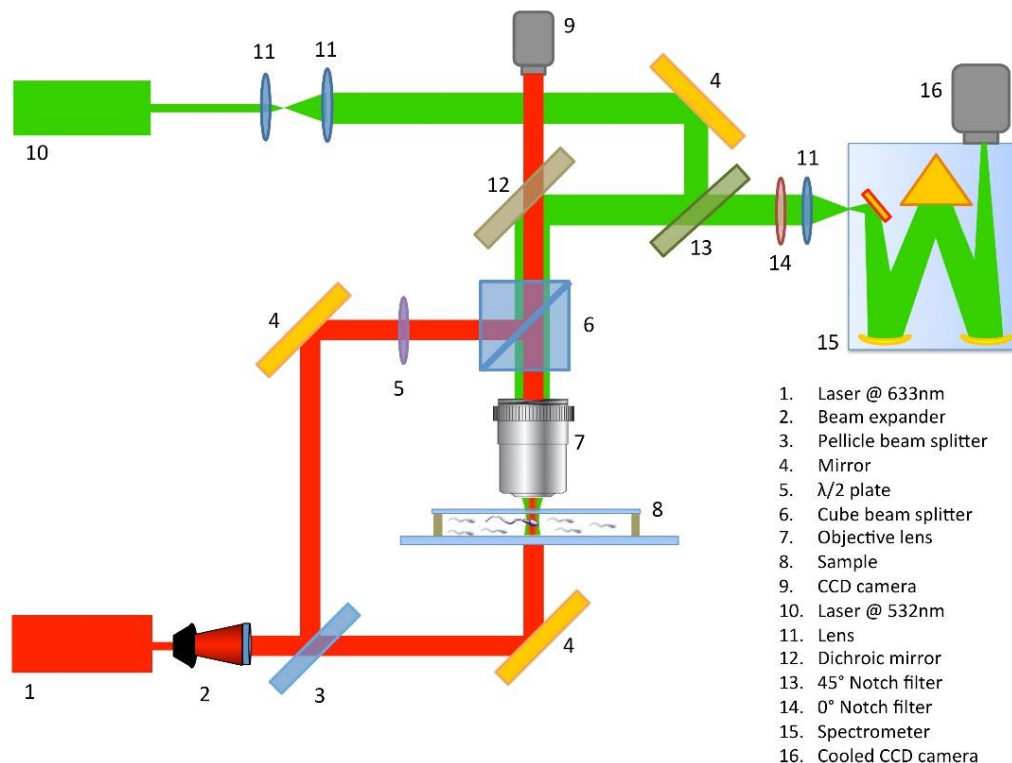 9
11
11
4
16
10
12
11
13
14
4
6
15
5
7
8
4
1
2
3
1. Laser @ 633nm
2. Beam expander
3. Pellicle beam splitter
4. Mirror
5. λ/2 plate
6. Cube beam splitter
7. Objective lens
8. Sample
9. CCD camera
10. Laser @ 532nm
11. Lens
12. Dichroic mirror
13. 45° Notch filter
14. 0° Notch filter
15. Spectrometer
16. Cooled CCD camera